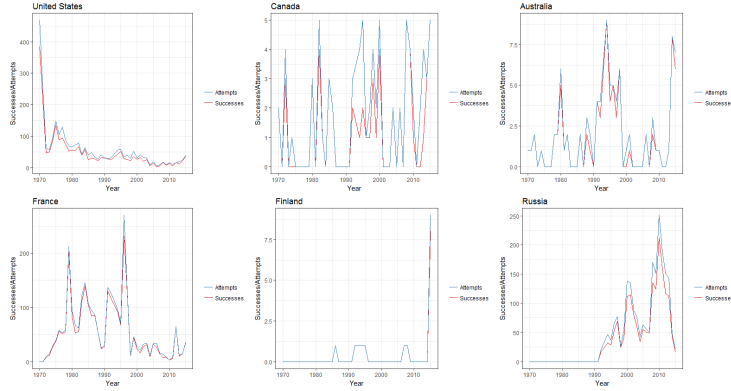 United States
Successes/Attempts
400
300
200
100
0
1970
1980
1990
2000
2010
Year
Attempts
Successes
Canada
Successes/Attempts
5
4
3
2
1
0
1970
1980
1990
2000
2010
Year
Attempts
Successes
Australia
Successes/Attempts
7.5
5.0
2.5
0.0
1970
1980
1990
2000
2010
Year
Attempts
Successe
France
Successes/Attempts
200
100
0
1970
1980
1990
2000
2010
Year
Attempts
Successes
Finland
Successes/Attempts
7.5
5.0
2.5
0.0
1970
1980
1990
2000
2010
Year
Attempts
Successes
Russia
Successes/Attempts
250
200
150
100
50
0
1970
1980
1990
2000
2010
Year
Attempts
Successe